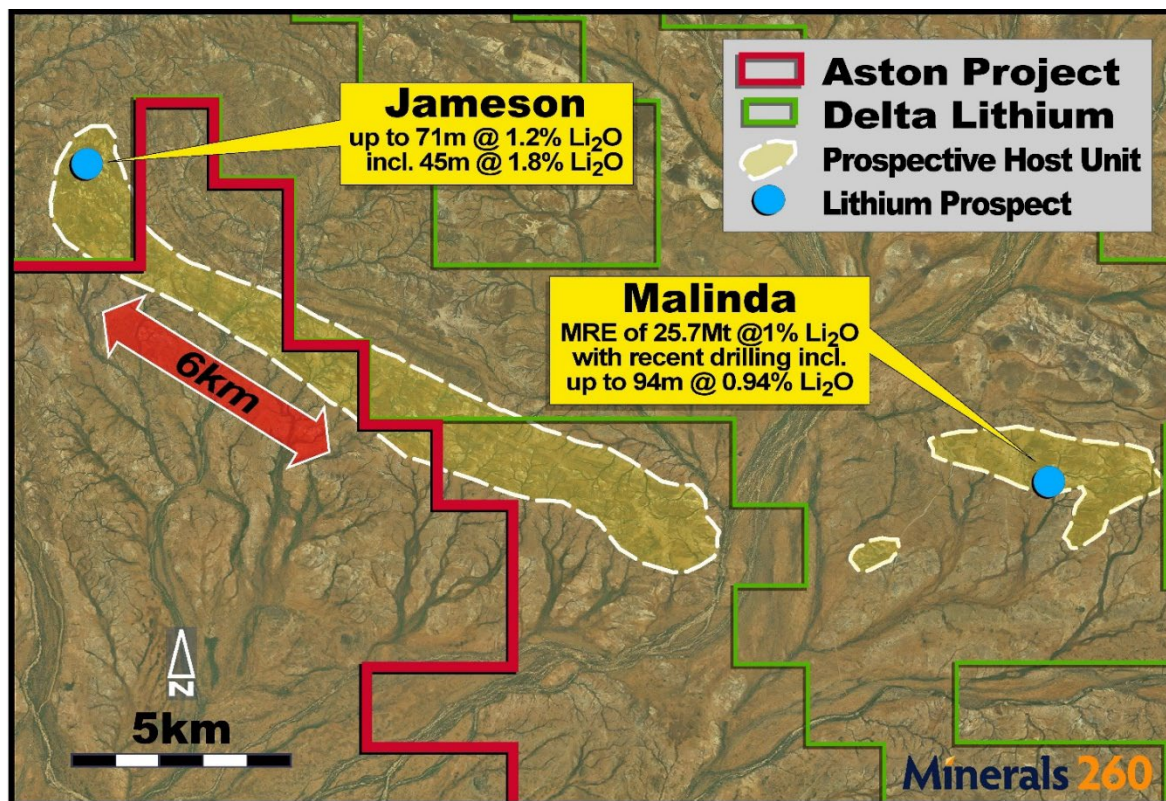 Jameson
up to 71m @ 1.2% Li₂O
incl. 45m @ 1.8% Li₂O
Aston Project
Delta Lithium
Prospective Host Unit
Lithium Prospect
Malinda
MRE of 25.7Mt @1% Li₂O
with recent drilling incl.
up to 94m @ 0.94% Li₂O
6km
N
5km
Minerals 260